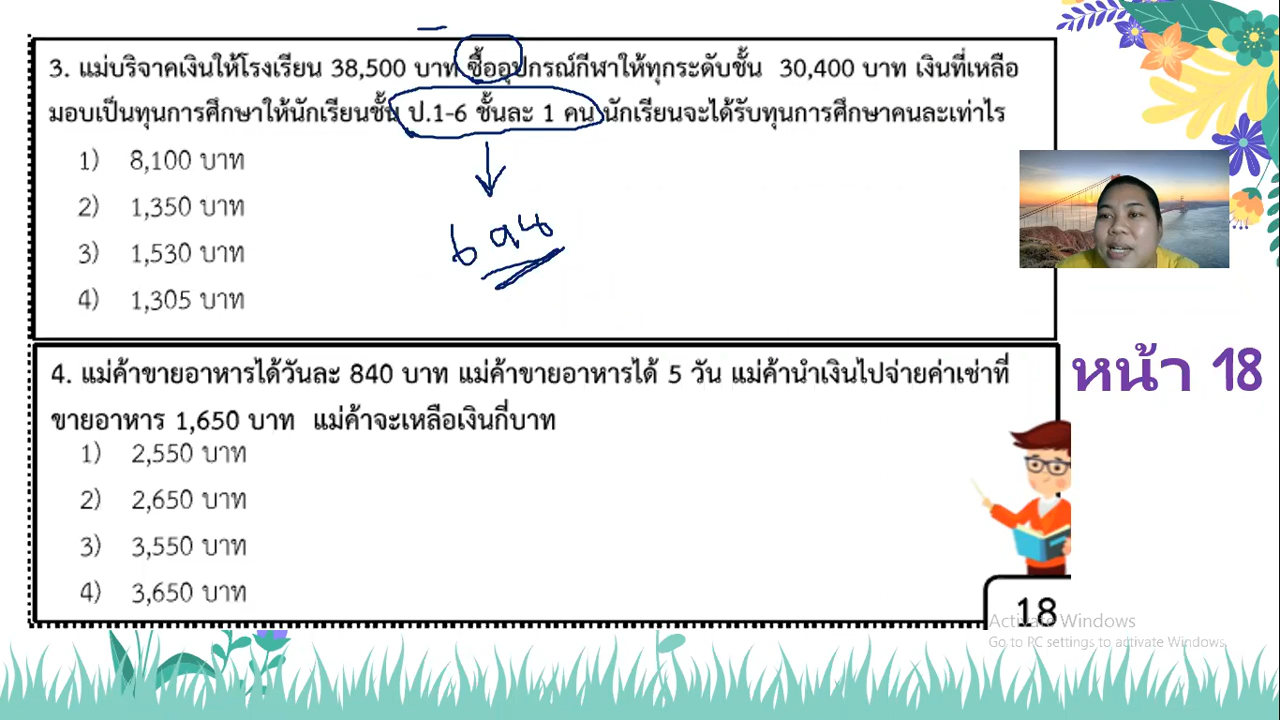 3. แม่บริจาคเงินให้โรงเรียน 38,500 บาท ซื้ออุปกรณ์กีฬาให้ทุกระดับชั้น 30,400 บาท เงินที่เหลือ
มอบเป็นทุนการศึกษาให้นักเรียนชั้น ป.1-6 ชั้นละ 1 คน นักเรียนจะได้รับทุนการศึกษาคนละเท่าไร
1) 8,100 บาท
2) 1,350 บาท
3) 1,530 บาท
4) 1,305 บาท
6
หน้า 18
4. แม่ค้าขายอาหารได้วันละ 840 บาท แม่ค้าขายอาหารได้ 5 วัน แม่ค้านำเงินไปจ่ายค่าเช่าที่
ขายอาหาร 1,650 บาท แม่ค้าจะเหลือเงินกี่บาท
1) 2,550 บาท
2) 2,650 บาท
3) 3,550 บาท
4) 3,650 บาท
18
Activate Windows
Go to PC settings to activate Windows.